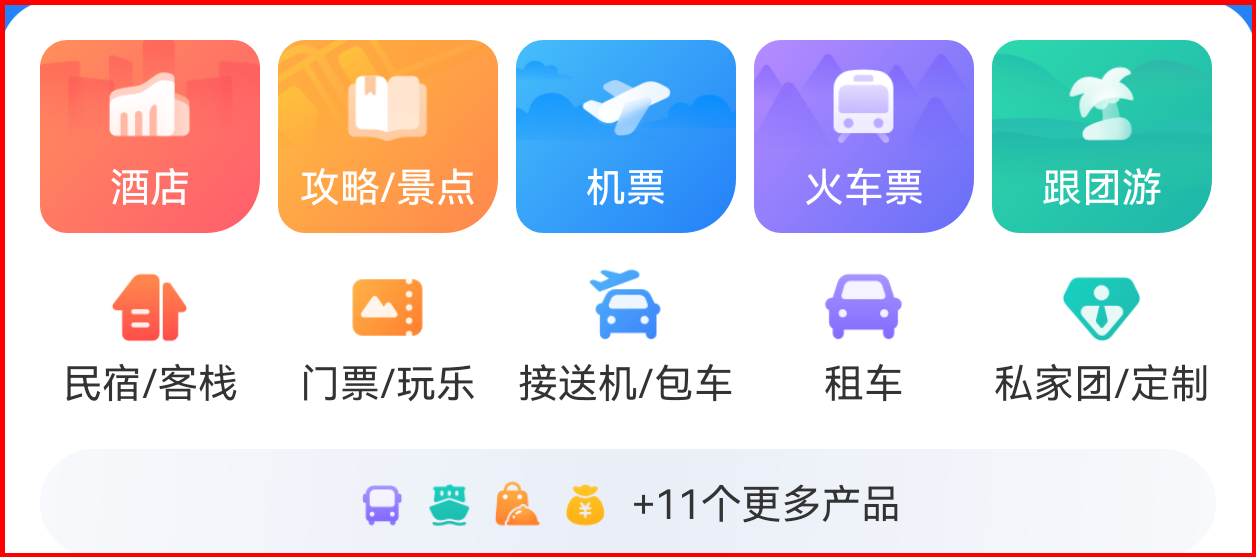 酒店 攻略/景点 机票 火车票 跟团游
民宿/客栈 门票/玩乐 接送机/包车 租车 私家团/定制
¥ +11个更多产品